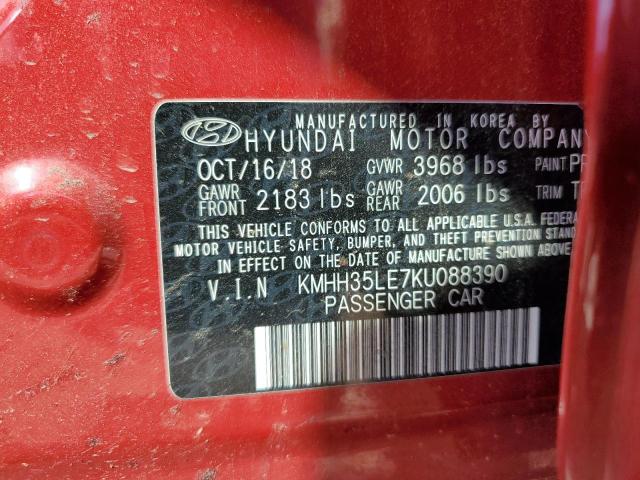 MANUFACTURED IN KOREA BY
HYUNDAI MOTOR COMPANY
OCT/16/18 GVWR 3968 lbs PAINT
GAWR FRONT 2183 lbs GAWR REAR 2006 lbs TRIM
THIS VEHICLE CONFORMS TO ALL APPLICABLE U.S.A. FEDERA
MOTOR VEHICLE SAFETY, BUMPER, AND THEFT PREVENTION STAND
IN EFFECT ON THE DATE OF MANUFACTURE SHOWN ABOVE.
V.I.N KMHH35LE7KU088390
PASSENGER CAR